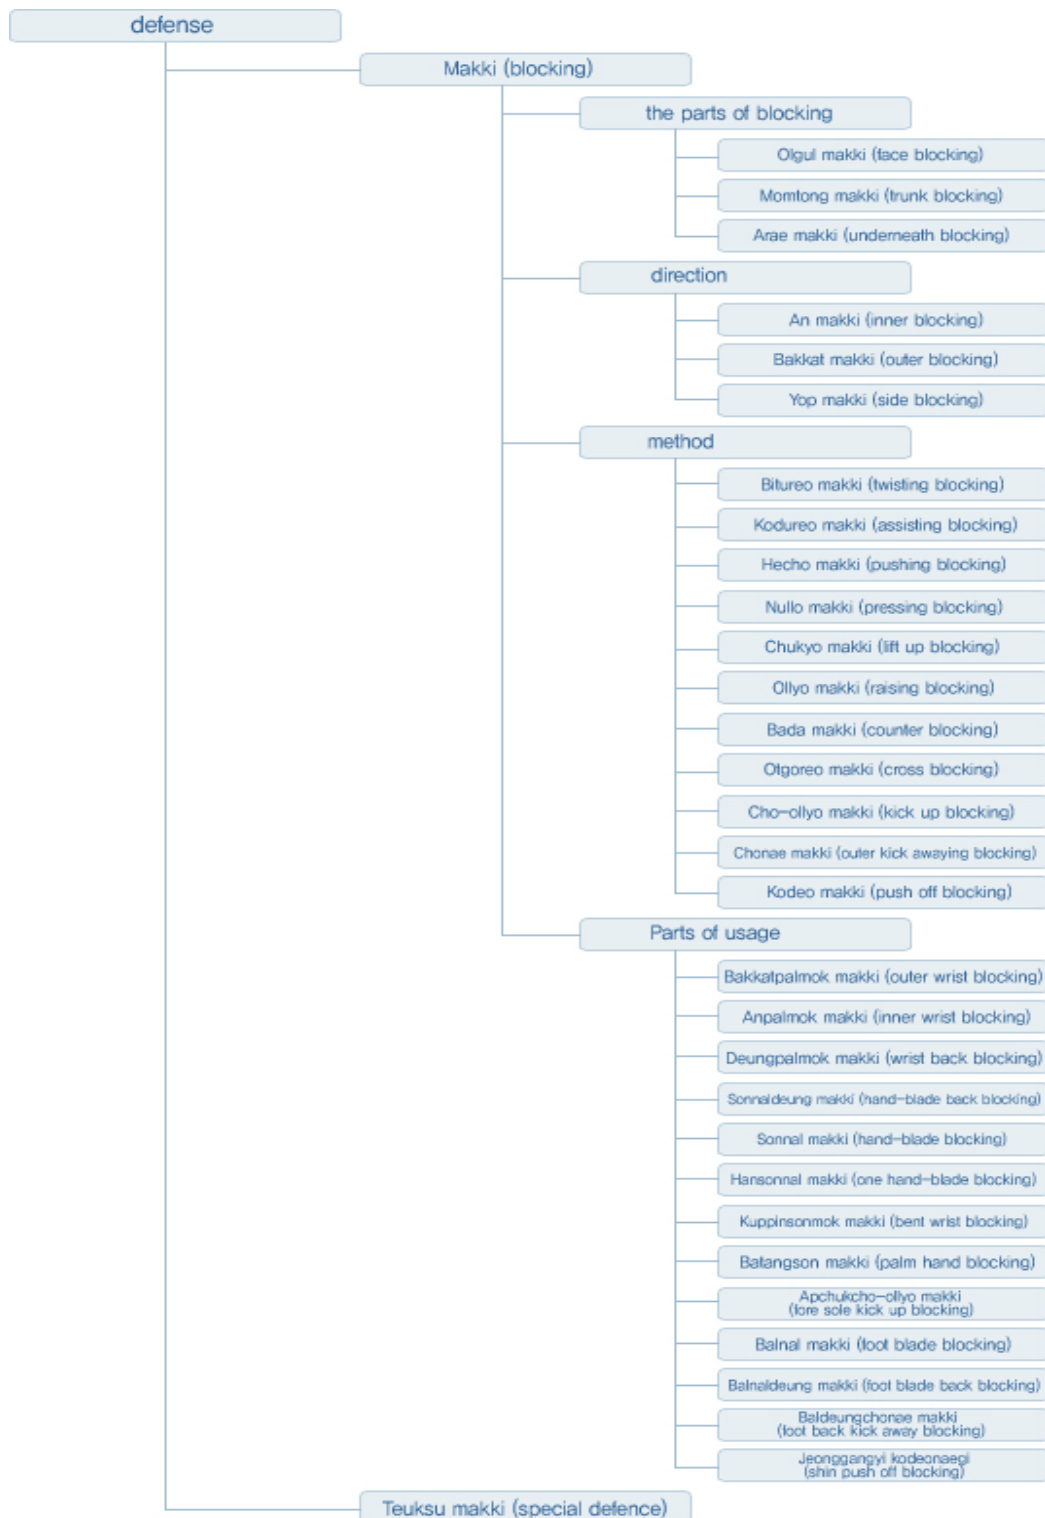 defense
Makki (blocking)
the parts of blocking
Olgul makki (face blocking)
Momtong makki (trunk blocking)
Arae makki (underneath blocking)
direction
An makki (inner blocking)
Bakkat makki (outer blocking)
Yop makki (side blocking)
method
Bitureo makki (twisting blocking)
Kodureo makki (assisting blocking)
Hecho makki (pushing blocking)
Nullo makki (pressing blocking)
Chukyo makki (lift up blocking)
Ollyo makki (raising blocking)
Bada makki (counter blocking)
Otgoreo makki (cross blocking)
Cho-ollyo makki (kick up blocking)
Chonae makki (outer kick awaying blocking)
Kodeo makki (push off blocking)
Parts of usage
Bakkatpalmok makki (outer wrist blocking)
Anpalmok makki (inner wrist blocking)
Deungpalmok makki (wrist back blocking)
Sonnaldeung makki (hand-blade back blocking)
Sonnal makki (hand-blade blocking)
Hansonnal makki (one hand-blade blocking)
Kuppinsonmok makki (bent wrist blocking)
Batangson makki (palm hand blocking)
Apchukcho-ollyo makki
(fore sole kick up blocking)
Balnal makki (foot blade blocking)
Balnaldeung makki (foot blade back blocking)
Baldeungchonae makki
(foot back kick away blocking)
Jeonggangyi kodeonaegi
(shin push off blocking)
Teuksu makki (special defence)